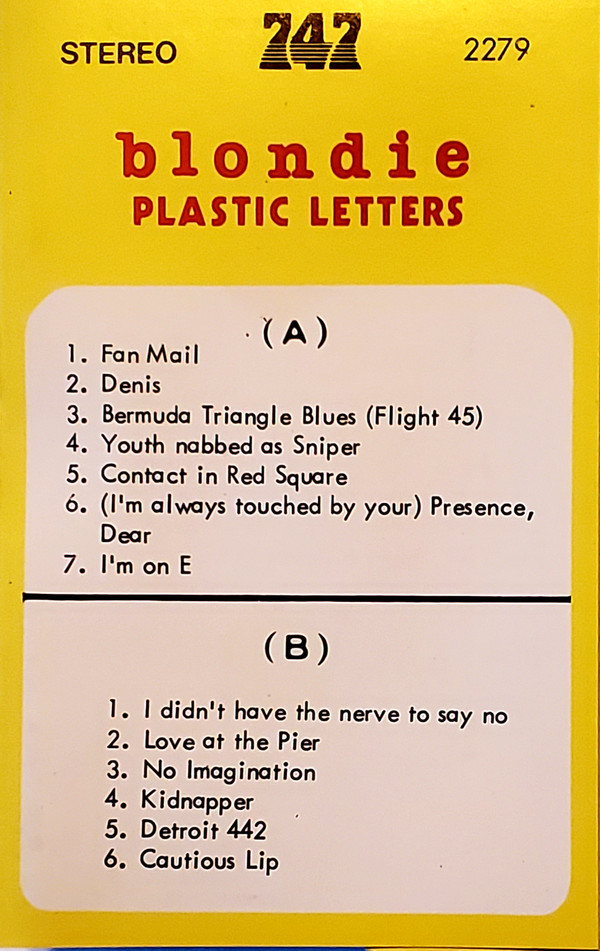 STEREO 747 2279
blondie
PLASTIC LETTERS
(A)
1. Fan Mail
2. Denis
3. Bermuda Triangle Blues (Flight 45)
4. Youth nabbed as Sniper
5. Contact in Red Square
6. (I'm always touched by your) Presence,
Dear
7. I'm on E
(B)
1. I didn't have the nerve to say no
2. Love at the Pier
3. No Imagination
4. Kidnapper
5. Detroit 442
6. Cautious Lip